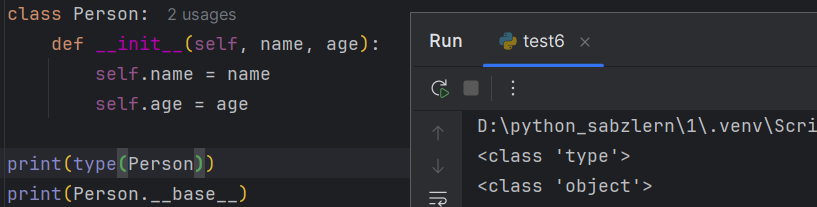 class Person:  2 usages
    def __init__(self, name, age):
        self.name = name
        self.age = age
print(type(Person))
print(Person.__base__)
Run  test6
D:\python_sabzlern\1\.venv\Scri
<class 'type'>
<class 'object'>